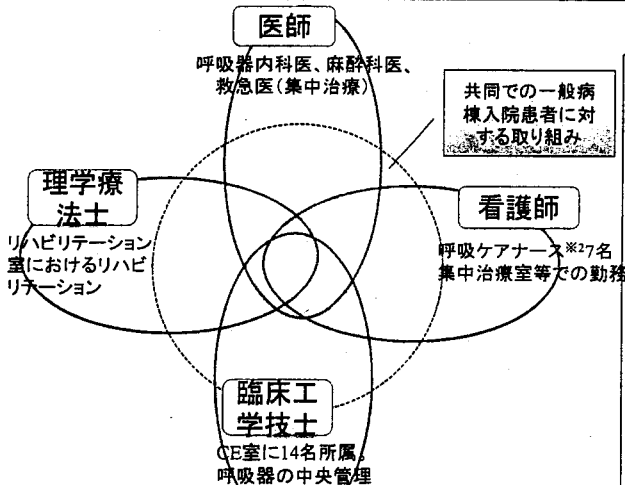 医師
呼吸器内科医、麻酔科医、
救急医(集中治療)
共同での一般病
棟入院患者に対
する取り組み
理学療
法士
リハビリテーション
室におけるリハビ
リテーション
看護師
呼吸ケアナース※27名
集中治療室等での勤務
臨床工
学技士
CE室に14名所属。
呼吸器の中央管理